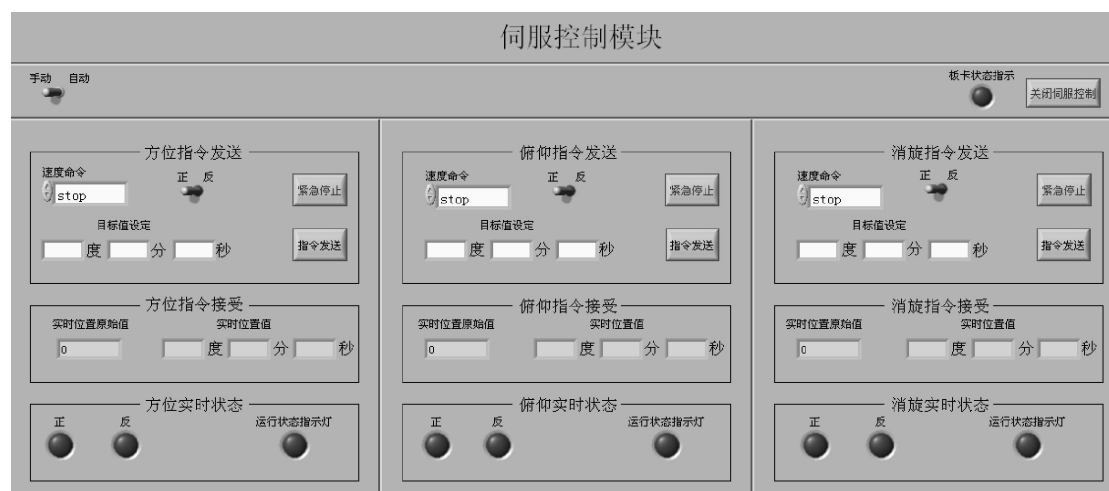 伺服控制模块
手动 自动
板卡状态指示
关闭伺服控制
方位指令发送
速度命令
正 反
stop
紧急停止
目标值设定
度 分 秒
指令发送
方位指令接受
实时位置原始值 实时位置值
0 度 分 秒
方位实时状态
正 反 运行状态指示灯
俯仰指令发送
速度命令
正 反
stop
紧急停止
目标值设定
度 分 秒
指令发送
俯仰指令接受
实时位置原始值 实时位置值
0 度 分 秒
俯仰实时状态
正 反 运行状态指示灯
消旋指令发送
速度命令
正 反
stop
紧急停止
目标值设定
度 分 秒
指令发送
消旋指令接受
实时位置原始值 实时位置值
0 度 分 秒
消旋实时状态
正 反 运行状态指示灯